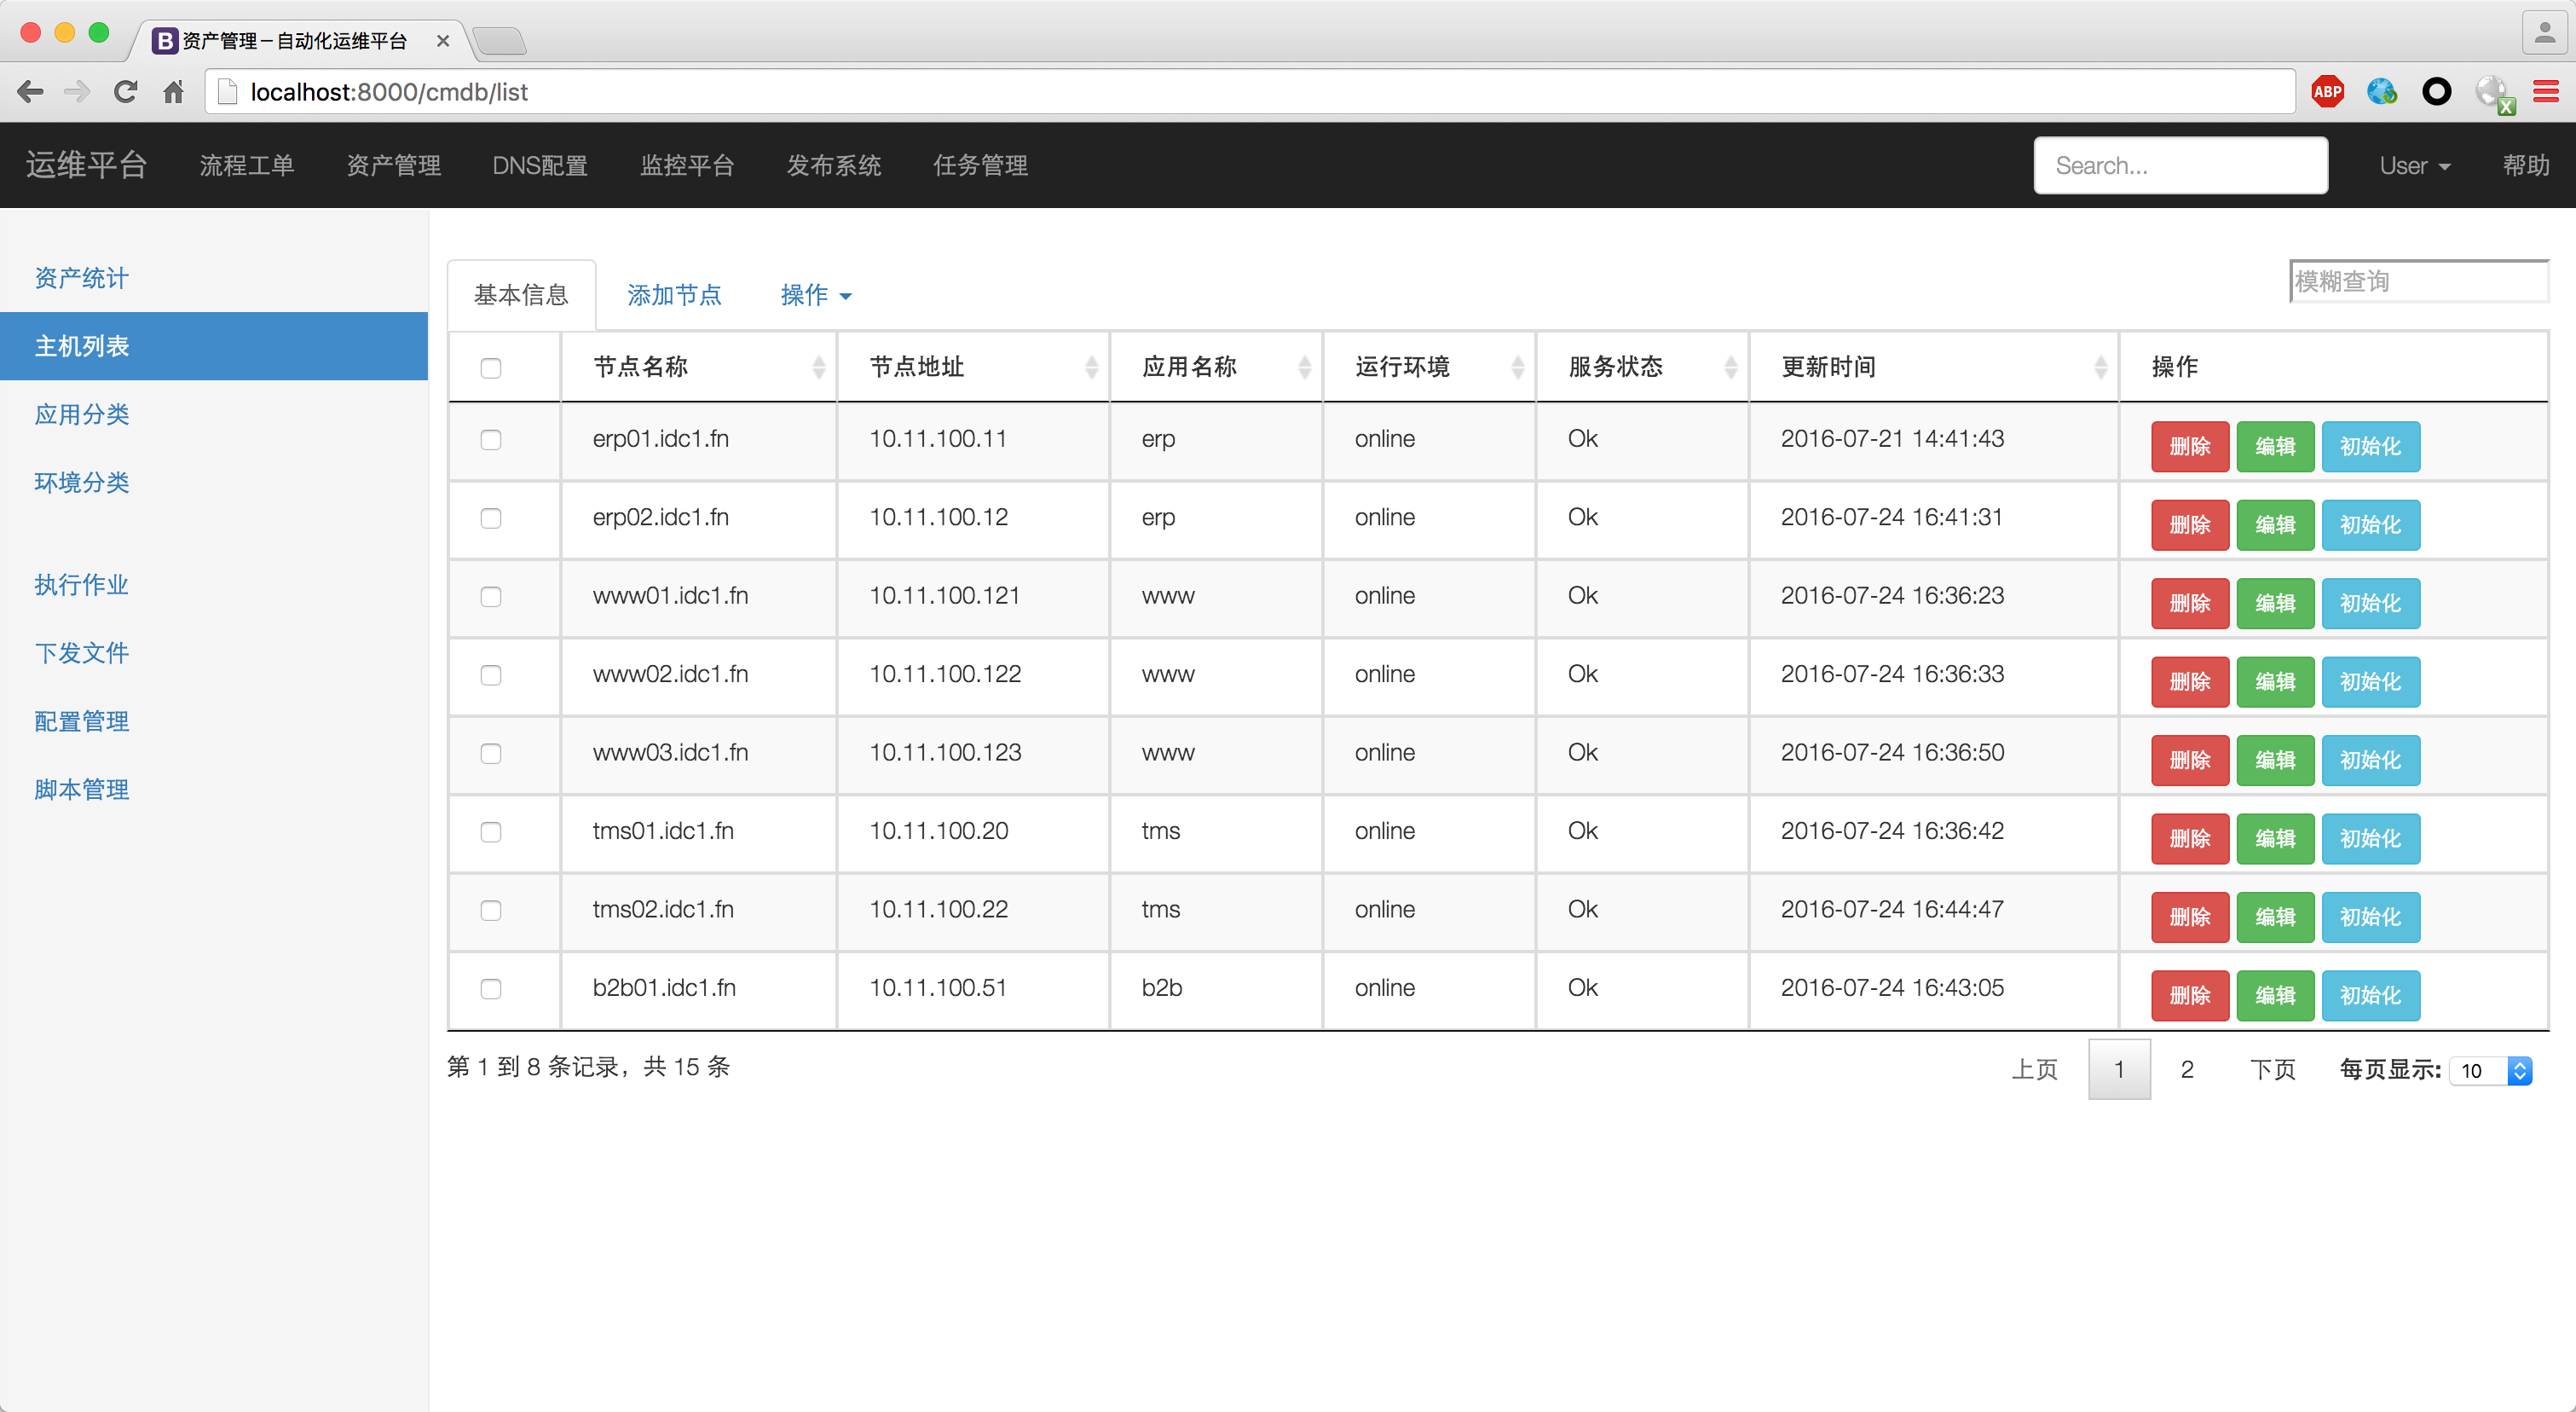 资产管理－自动化运维平台
localhost:8000/cmdb/list
ABP
运维平台 流程工单 资产管理 DNS配置 监控平台 发布系统 任务管理 Search... User 帮助
资产统计
主机列表
应用分类
环境分类
执行作业
下发文件
配置管理
脚本管理
基本信息 添加节点 操作 模糊查询
节点名称 节点地址 应用名称 运行环境 服务状态 更新时间 操作
erp01.idc1.fn 10.11.100.11 erp online Ok 2016-07-21 14:41:43 删除 编辑 初始化
erp02.idc1.fn 10.11.100.12 erp online Ok 2016-07-24 16:41:31 删除 编辑 初始化
www01.idc1.fn 10.11.100.121 www online Ok 2016-07-24 16:36:23 删除 编辑 初始化
www02.idc1.fn 10.11.100.122 www online Ok 2016-07-24 16:36:33 删除 编辑 初始化
www03.idc1.fn 10.11.100.123 www online Ok 2016-07-24 16:36:50 删除 编辑 初始化
tms01.idc1.fn 10.11.100.20 tms online Ok 2016-07-24 16:36:42 删除 编辑 初始化
tms02.idc1.fn 10.11.100.22 tms online Ok 2016-07-24 16:44:47 删除 编辑 初始化
b2b01.idc1.fn 10.11.100.51 b2b online Ok 2016-07-24 16:43:05 删除 编辑 初始化
第 1 到 8 条记录，共 15 条 上页 1 2 下页 每页显示: 10